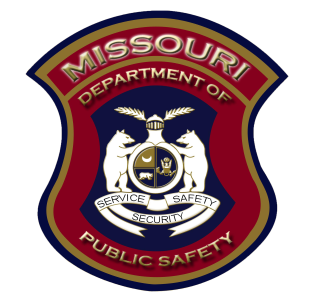 MISSOURI
DEPARTMENT OF
SERVICE SAFETY
SECURITY
PUBLIC SAFETY